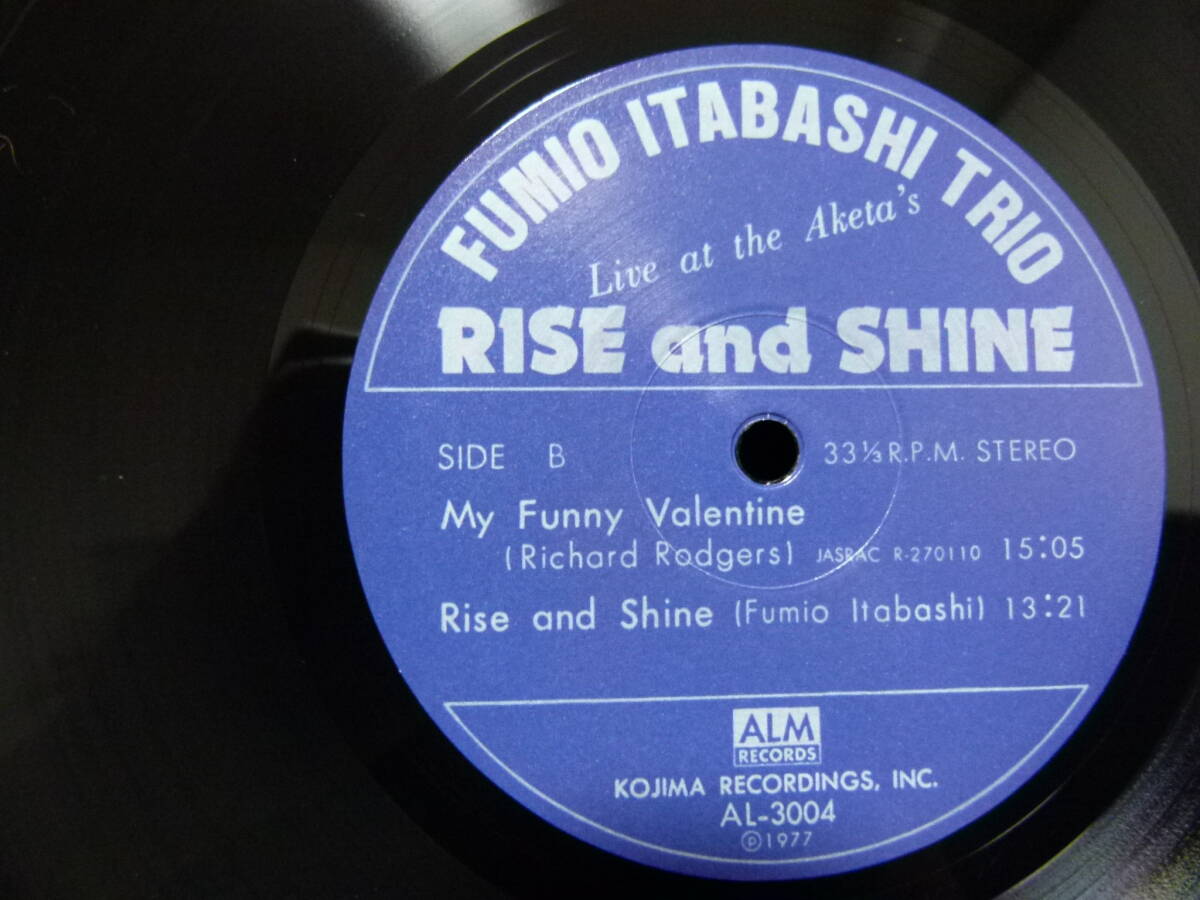 FUMIO ITABASHI TRIO
Live at the Aketa's
RISE and SHINE
SIDE B 33⅓ R.P.M. STEREO
My Funny Valentine
(Richard Rodgers) JASRAC R-270110 15:05
Rise and Shine (Fumio Itabashi) 13:21
ALM
RECORDS
KOJIMA RECORDINGS, INC.
AL-3004
℗1977